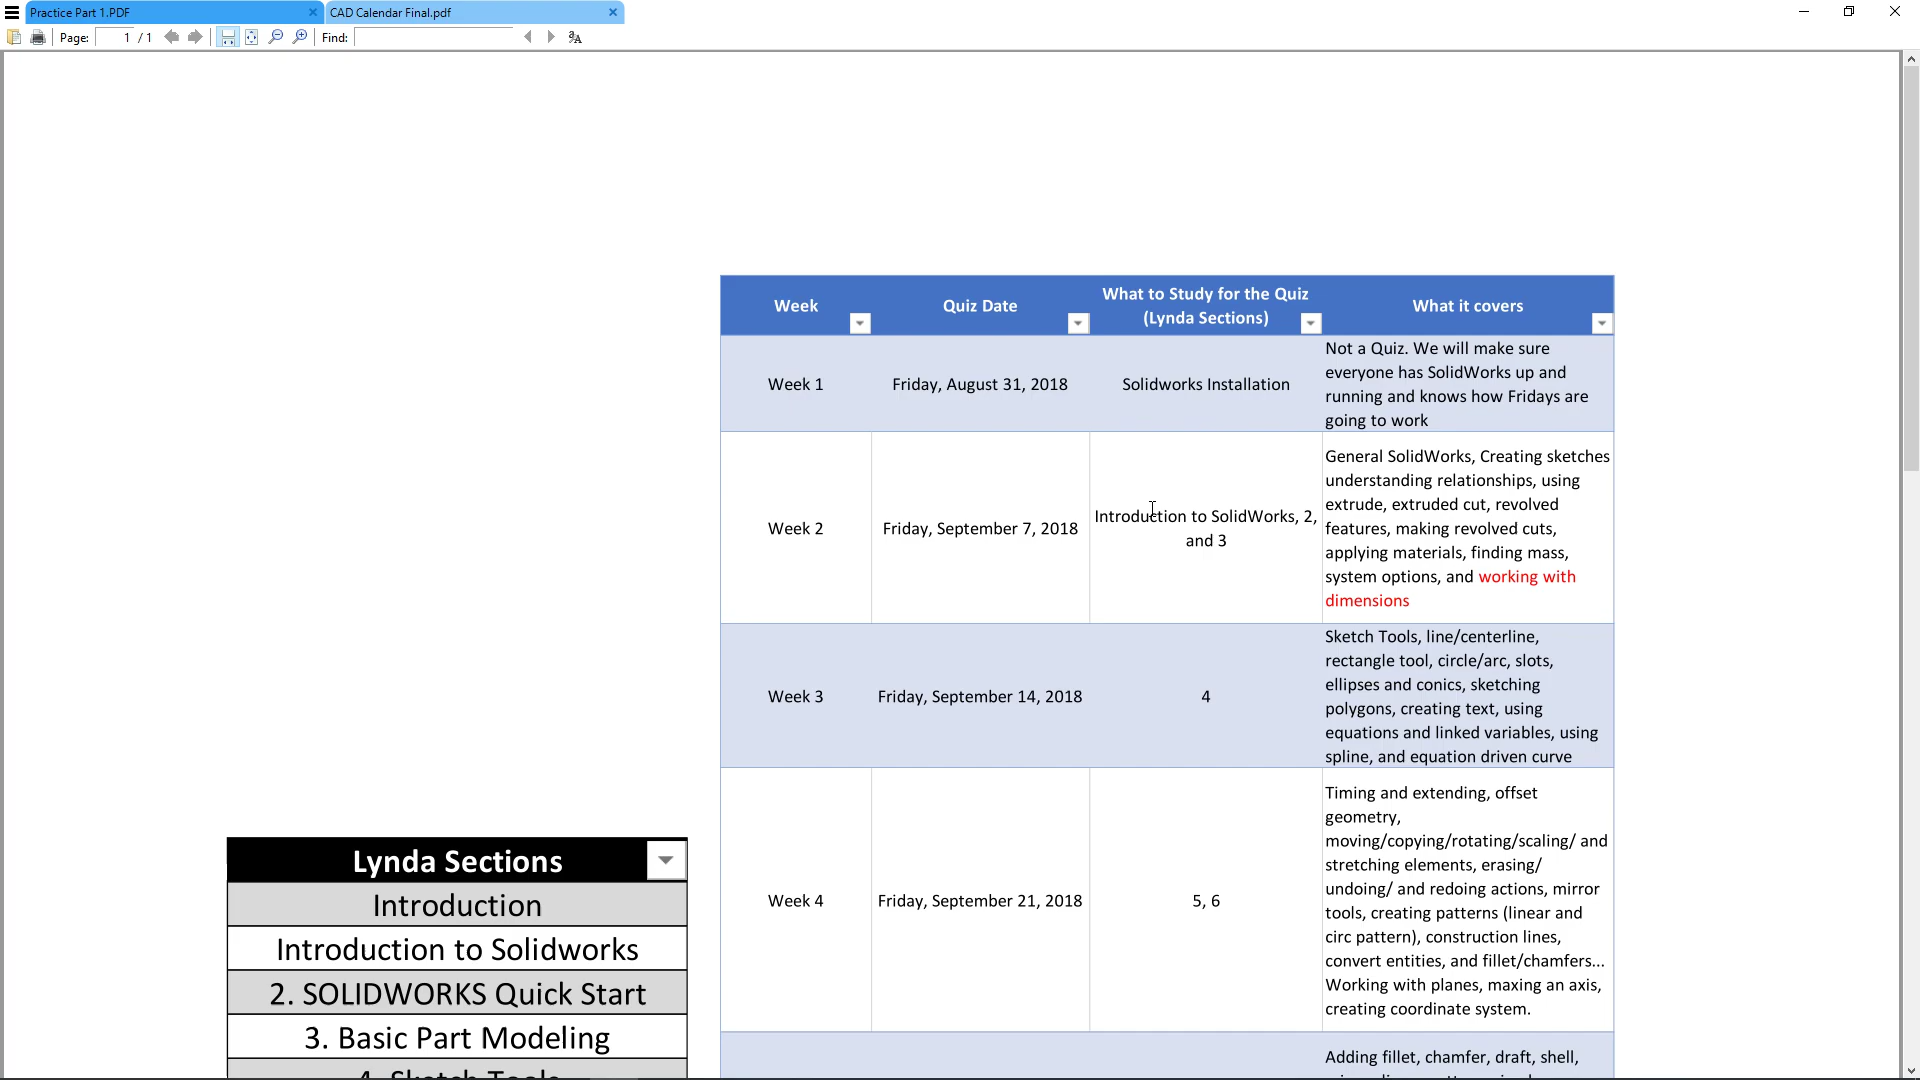 Practice Part 1.PDF
CAD Calendar Final.pdf
Page: 1 / 1
Find:
Week
Quiz Date
What to Study for the Quiz
(Lynda Sections)
What it covers
Week 1
Friday, August 31, 2018
Solidworks Installation
Not a Quiz. We will make sure
everyone has SolidWorks up and
running and knows how Fridays are
going to work
Week 2
Friday, September 7, 2018
Introduction to SolidWorks, 2,
and 3
General SolidWorks, Creating sketches
understanding relationships, using
extrude, extruded cut, revolved
features, making revolved cuts,
applying materials, finding mass,
system options, and working with
dimensions
Week 3
Friday, September 14, 2018
4
Sketch Tools, line/centerline,
rectangle tool, circle/arc, slots,
ellipses and conics, sketching
polygons, creating text, using
equations and linked variables, using
spline, and equation driven curve
Week 4
Friday, September 21, 2018
5, 6
Timing and extending, offset
geometry,
moving/copying/rotating/scaling/ and
stretching elements, erasing/
undoing/ and redoing actions, mirror
tools, creating patterns (linear and
circ pattern), construction lines,
convert entities, and fillet/chamfers...
Working with planes, maxing an axis,
creating coordinate system.
Adding fillet, chamfer, draft, shell,
Lynda Sections
Introduction
Introduction to Solidworks
2. SOLIDWORKS Quick Start
3. Basic Part Modeling
4. Sketch Tools